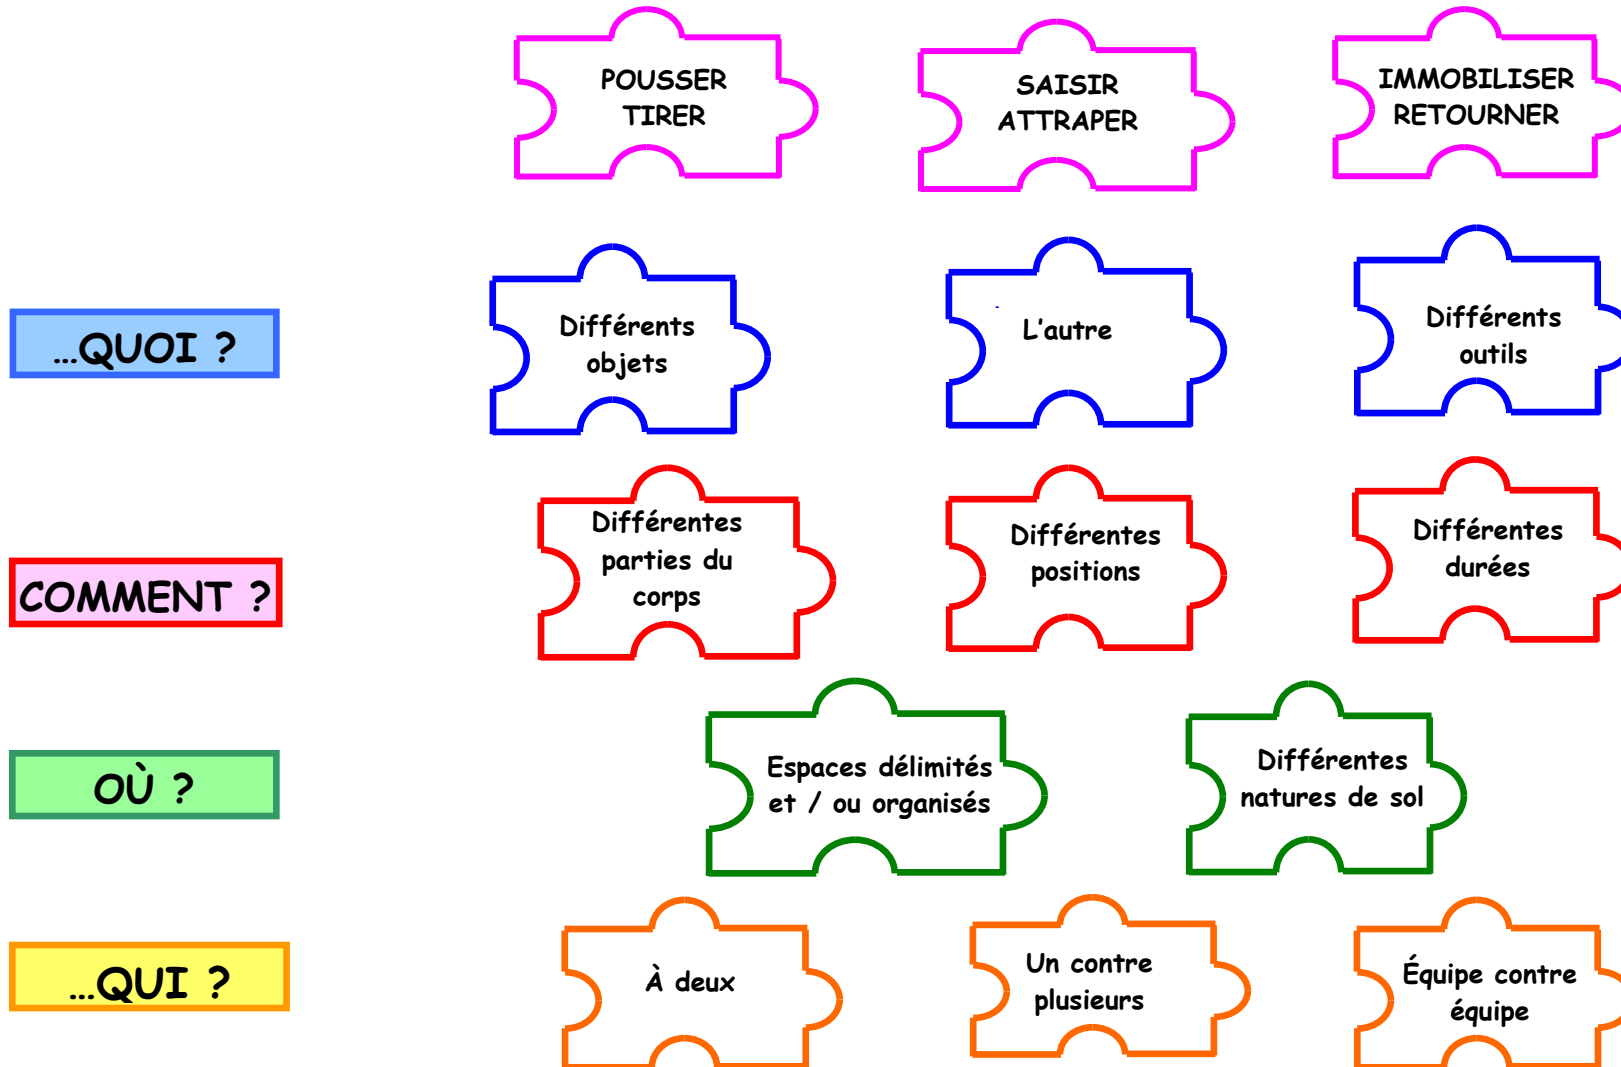 POUSSER
TIRER
SAISIR
ATTRAPER
IMMOBILISER
RETOURNER
...QUOI ?
Différents
objets
L'autre
Différents
outils
COMMENT ?
Différentes
parties du
corps
Différentes
positions
Différentes
durées
OÙ ?
Espaces délimités
et / ou organisés
Différentes
natures de sol
...QUI ?
À deux
Un contre
plusieurs
Équipe contre
équipe